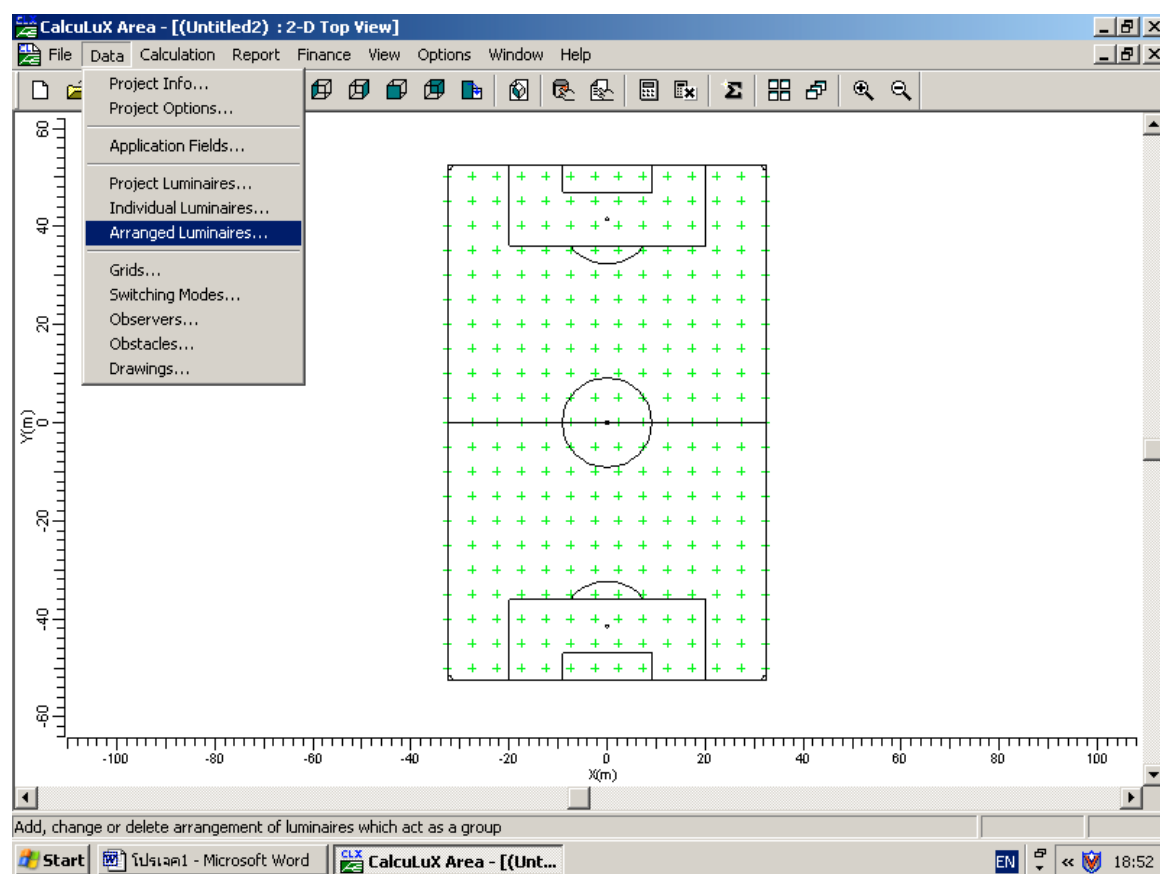 CalcuLuX Area - [(Untitled2) : 2-D Top View]
File Data Calculation Report Finance View Options Window Help
Project Info...
Project Options...
Application Fields...
Project Luminaires...
Individual Luminaires...
Arranged Luminaires...
Grids...
Switching Modes...
Observers...
Obstacles...
Drawings...
60
40
20
Y(m)
0
-20
-40
-60
-100 -80 -60 -40 -20 0 20 40 60 80 100
X(m)
Add, change or delete arrangement of luminaires which act as a group
Start โปรเจค1 - Microsoft Word CLX CalcuLuX Area - [(Unt... EN « 18:52